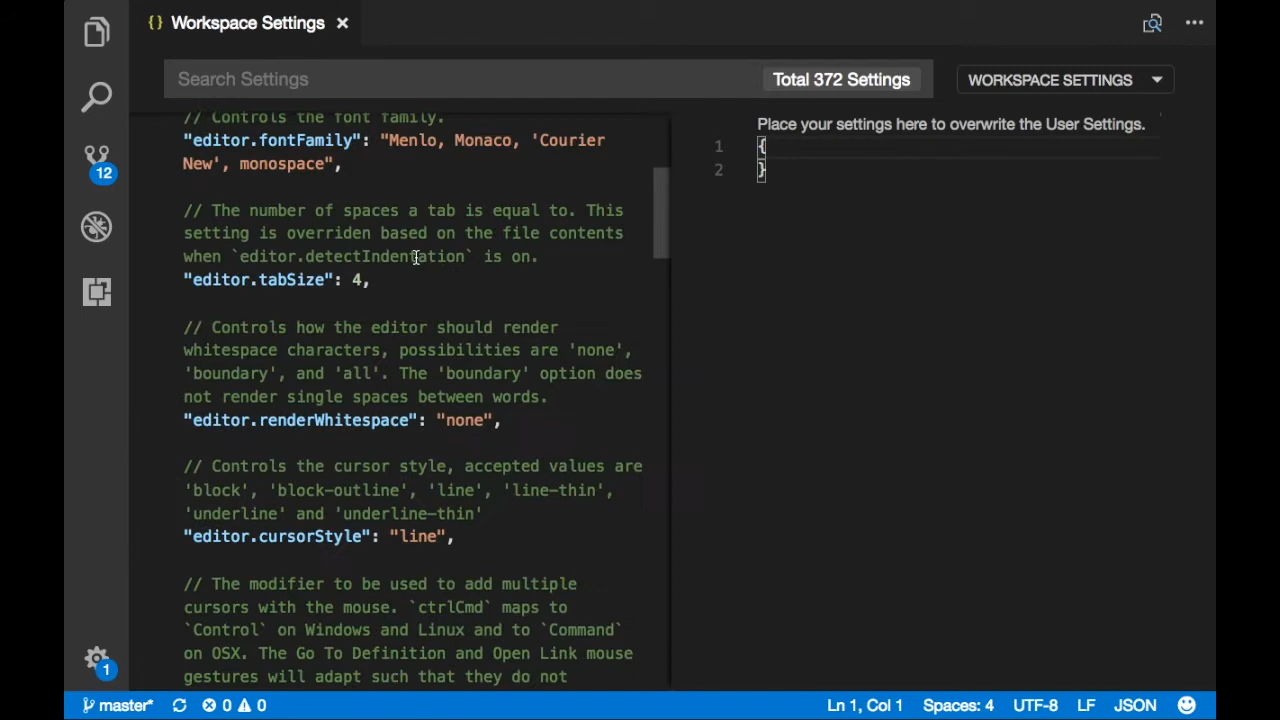 {} Workspace Settings ×
Search Settings
Total 372 Settings
WORKSPACE SETTINGS
// Controls the font family.
"editor.fontFamily": "Menlo, Monaco, 'Courier
New', monospace",
// The number of spaces a tab is equal to. This
setting is overriden based on the file contents
when `editor.detectIndentation` is on.
"editor.tabSize": 4,
// Controls how the editor should render
whitespace characters, possibilities are 'none',
'boundary', and 'all'. The 'boundary' option does
not render single spaces between words.
"editor.renderWhitespace": "none",
// Controls the cursor style, accepted values are
'block', 'block-outline', 'line', 'line-thin',
'underline' and 'underline-thin'
"editor.cursorStyle": "line",
// The modifier to be used to add multiple
cursors with the mouse. `ctrlCmd` maps to
`Control` on Windows and Linux and to `Command`
on OSX. The Go To Definition and Open Link mouse
gestures will adapt such that they do not
Place your settings here to overwrite the User Settings.
1 {
2 }
12
1
master* 0 0 Ln 1, Col 1 Spaces: 4 UTF-8 LF JSON